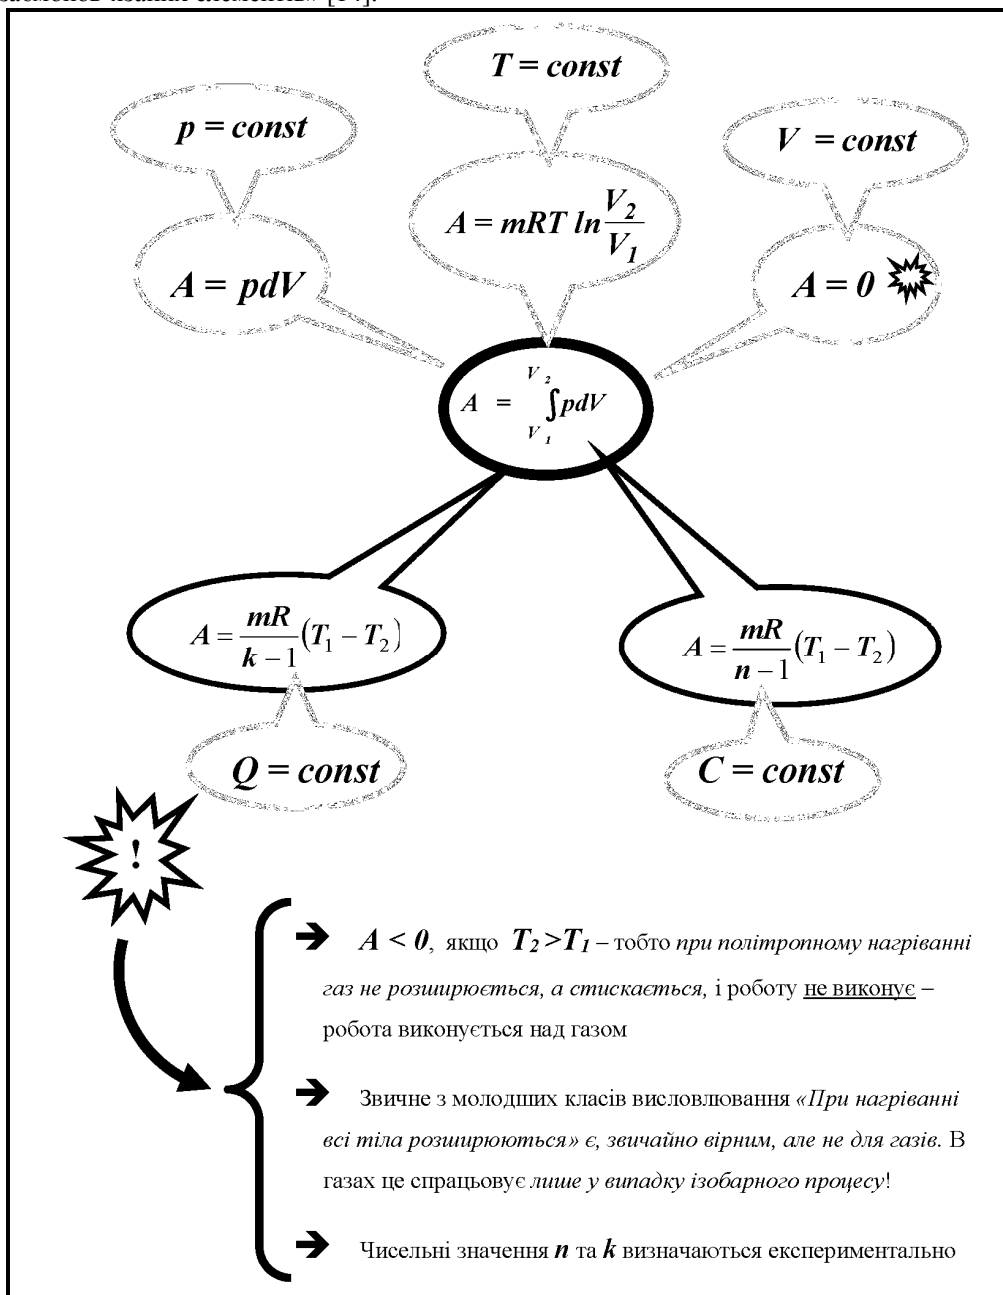 T = const
p = const
V = const
A = mRT ln V₂/V₁
A = pdV
A = 0
A = ∫_{V₁}^{V₂} pdV
A = mR/(k − 1) (T₁ − T₂)
A = mR/(n − 1) (T₁ − T₂)
Q = const
C = const
!
➔ A < 0, якщо T₂ >T₁ – тобто при політропному нагріванні
газ не розширюється, а стискається, і роботу не виконує –
робота виконується над газом
➔ Звичне з молодших класів висловлювання «При нагріванні
всі тіла розширюються» є, звичайно вірним, але не для газів. В
газах це спрацьовує лише у випадку ізобарного процесу!
➔ Чисельні значення n та k визначаються експериментально